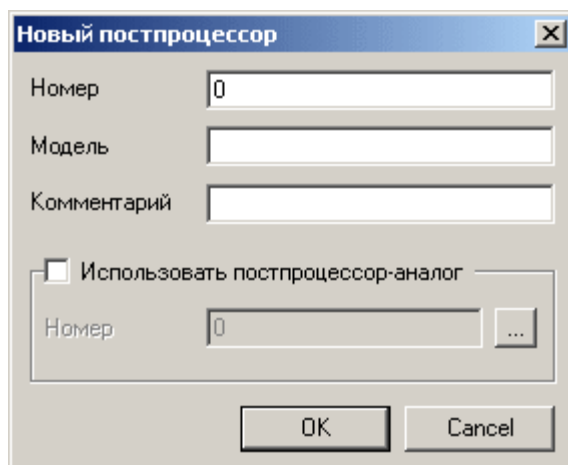 Новый постпроцессор
Номер 0
Модель
Комментарий
Использовать постпроцессор-аналог
Номер 0 ...
OK Cancel